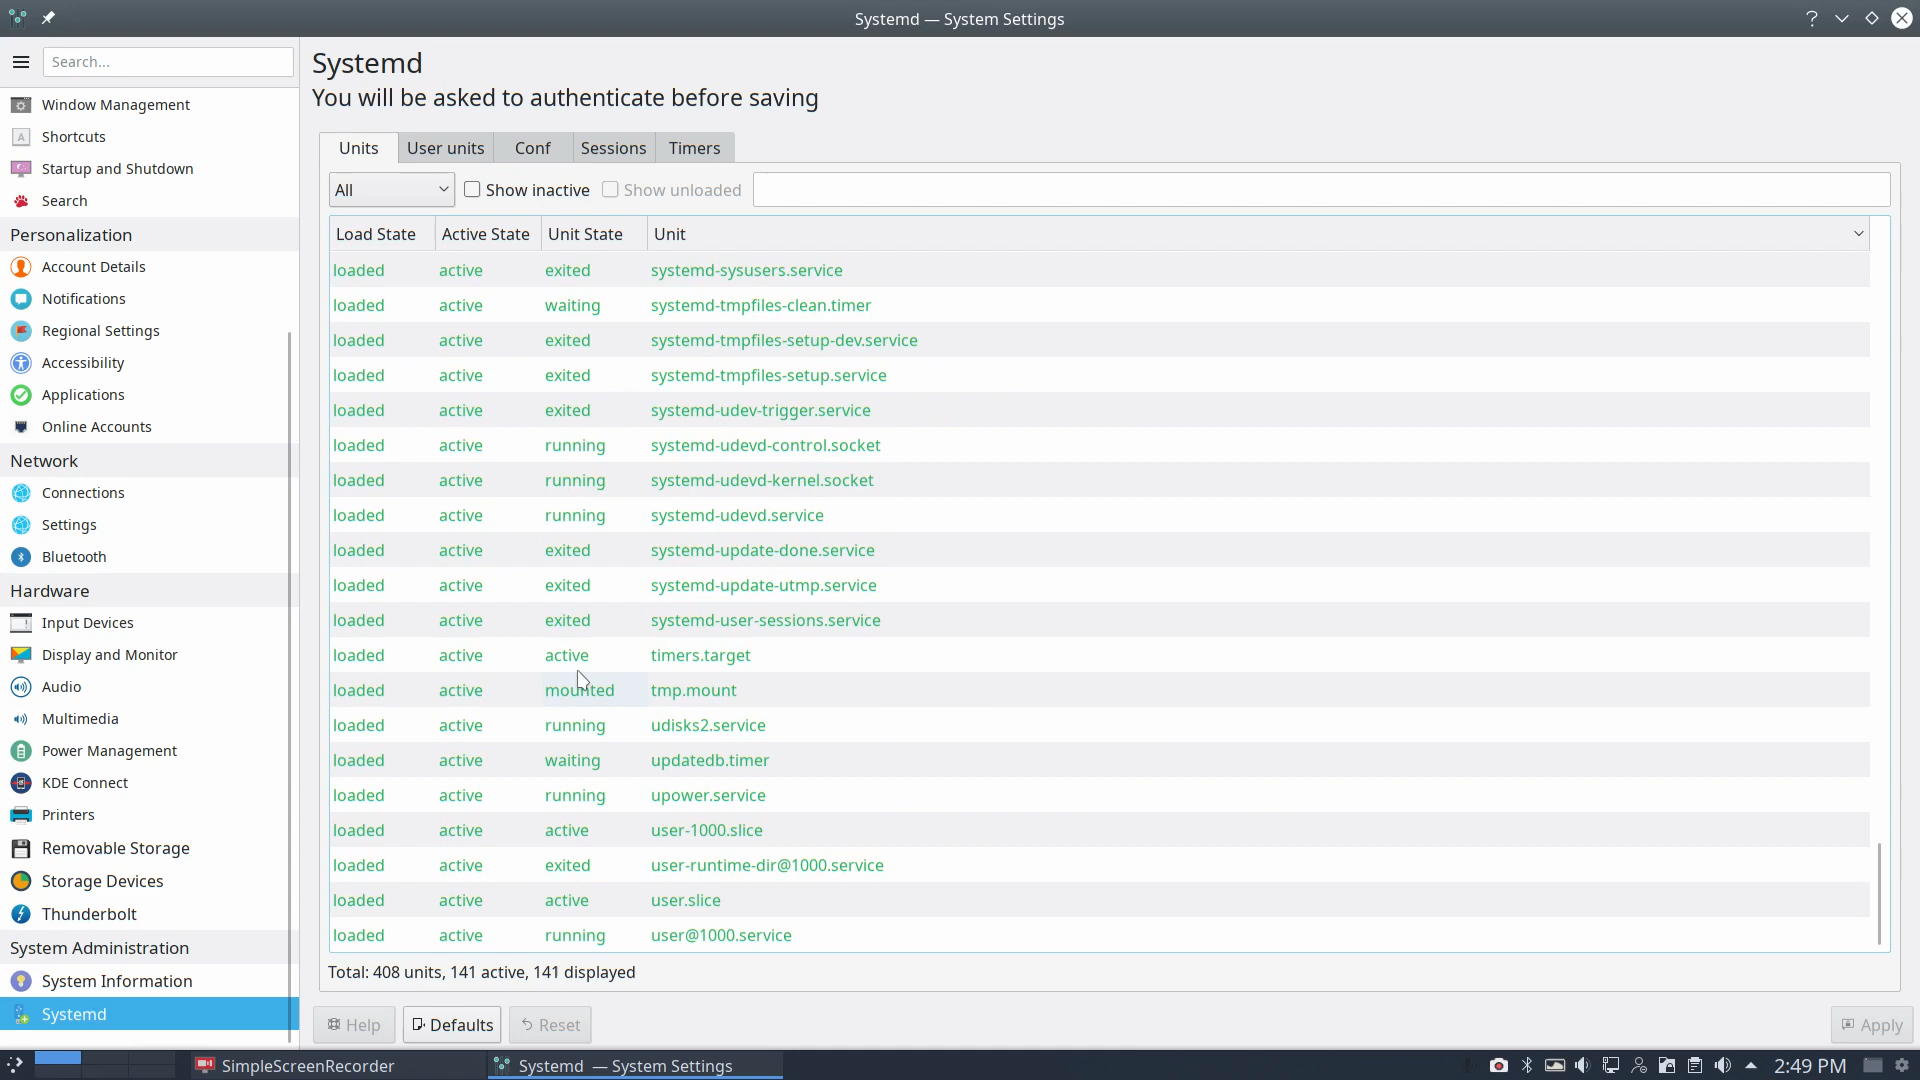 Systemd — System Settings
Search...
Window Management
Shortcuts
Startup and Shutdown
Search
Personalization
Account Details
Notifications
Regional Settings
Accessibility
Applications
Online Accounts
Network
Connections
Settings
Bluetooth
Hardware
Input Devices
Display and Monitor
Audio
Multimedia
Power Management
KDE Connect
Printers
Removable Storage
Storage Devices
Thunderbolt
System Administration
System Information
Systemd
Systemd
You will be asked to authenticate before saving
Units User units Conf Sessions Timers
All Show inactive Show unloaded
Load State Active State Unit State Unit
loaded active exited systemd-sysusers.service
loaded active waiting systemd-tmpfiles-clean.timer
loaded active exited systemd-tmpfiles-setup-dev.service
loaded active exited systemd-tmpfiles-setup.service
loaded active exited systemd-udev-trigger.service
loaded active running systemd-udevd-control.socket
loaded active running systemd-udevd-kernel.socket
loaded active running systemd-udevd.service
loaded active exited systemd-update-done.service
loaded active exited systemd-update-utmp.service
loaded active exited systemd-user-sessions.service
loaded active active timers.target
loaded active mounted tmp.mount
loaded active running udisks2.service
loaded active waiting updatedb.timer
loaded active running upower.service
loaded active active user-1000.slice
loaded active exited user-runtime-dir@1000.service
loaded active active user.slice
loaded active running user@1000.service
Total: 408 units, 141 active, 141 displayed
Help Defaults Reset Apply
SimpleScreenRecorder Systemd — System Settings 2:49 PM